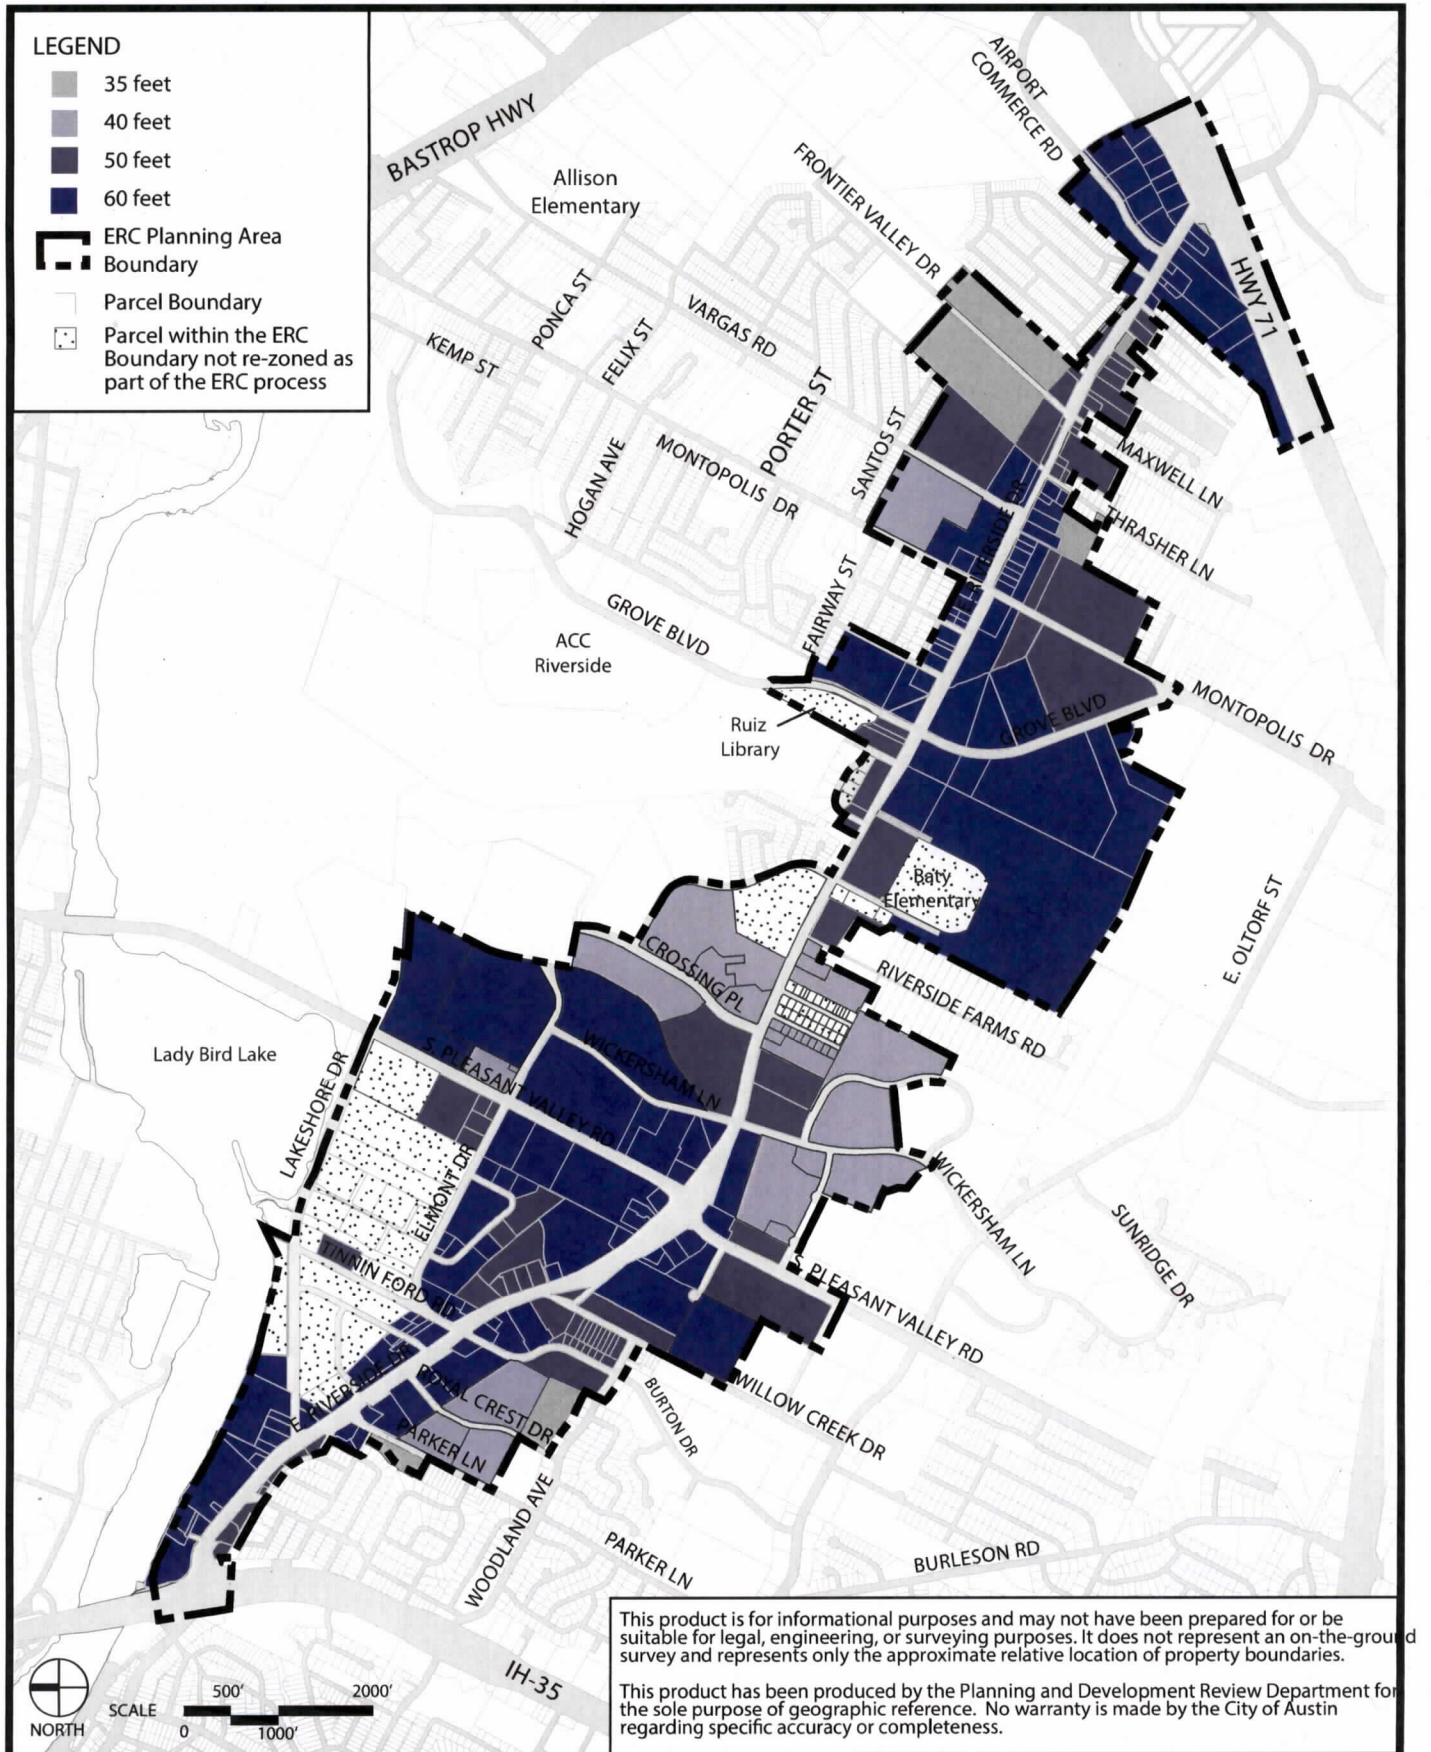 LEGEND
35 feet
40 feet
50 feet
60 feet
ERC Planning Area
Boundary
Parcel Boundary
Parcel within the ERC
Boundary not re-zoned as
part of the ERC process
BASTROP HWY
AIRPORT
COMMERCE RD
Allison
Elementary
FRONTIER VALLEY DR
HWY 71
PONCA ST
VARGAS RD
KEMP ST
FELIX ST
PORTER ST
SANTOS ST
MAXWELL LN
HOGAN AVE
MONTOPOLIS DR
E. RIVERSIDE DR
THRASHER LN
FAIRWAY ST
GROVE BLVD
ACC
Riverside
MONTOPOLIS DR
GROVE BLVD
Ruiz
Library
Baty
Elementary
E. OLTORF ST
CROSSING PL
RIVERSIDE FARMS RD
Lady Bird Lake
S. PLEASANT VALLEY RD
WICKERSHAM LN
LAKESHORE DR
ELMONT DR
WICKERSHAM LN
SUNRIDGE DR
TINNIN FORD RD
S. PLEASANT VALLEY RD
E. RIVERSIDE DR
ROYAL CREST DR
WILLOW CREEK DR
BURTON DR
PARKER LN
WOODLAND AVE
PARKER LN
BURLESON RD
IH-35
NORTH
SCALE
500'
2000'
0
1000'
This product is for informational purposes and may not have been prepared for or be
suitable for legal, engineering, or surveying purposes. It does not represent an on-the-ground
survey and represents only the approximate relative location of property boundaries.
This product has been produced by the Planning and Development Review Department for
the sole purpose of geographic reference. No warranty is made by the City of Austin
regarding specific accuracy or completeness.